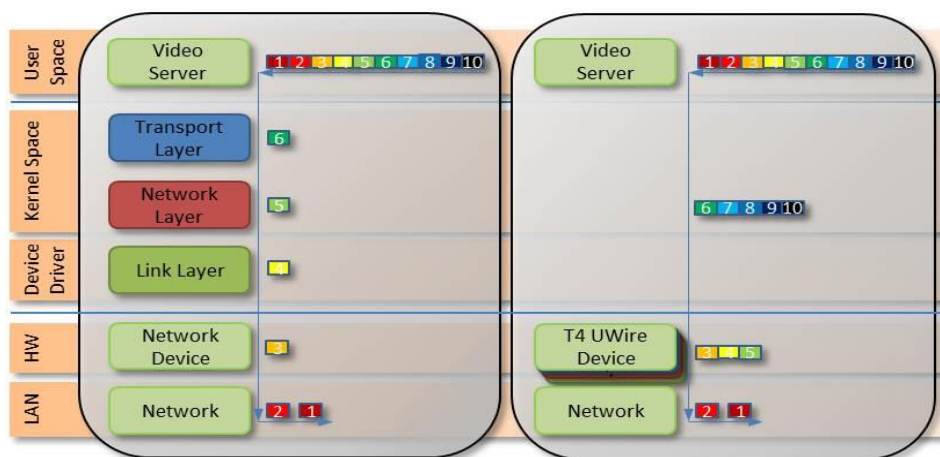 User
Space
Video
Server
1 2 3 4 5 6 7 8 9 10
Video
Server
1 2 3 4 5 6 7 8 9 10
Kernel Space
Transport
Layer
6
Network
Layer
5
6 7 8 9 10
Device
Driver
Link Layer
4
HW
Network
Device
3
T4 UWire
Device
3 4 5
LAN
Network
2 1
Network
2 1